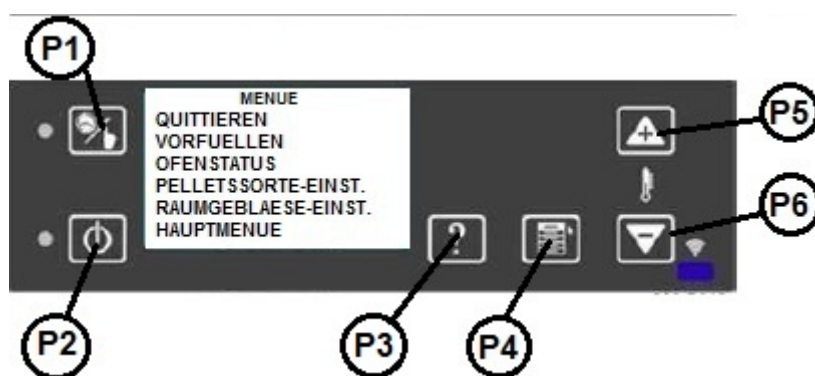 P1
MENUE
QUITTIEREN
VORFUELLEN
OFENSTATUS
PELLETSSORTE-EINST.
RAUMGEBLAESE-EINST.
HAUPTMENUE
P5
+
P6
?
P2
P3
P4